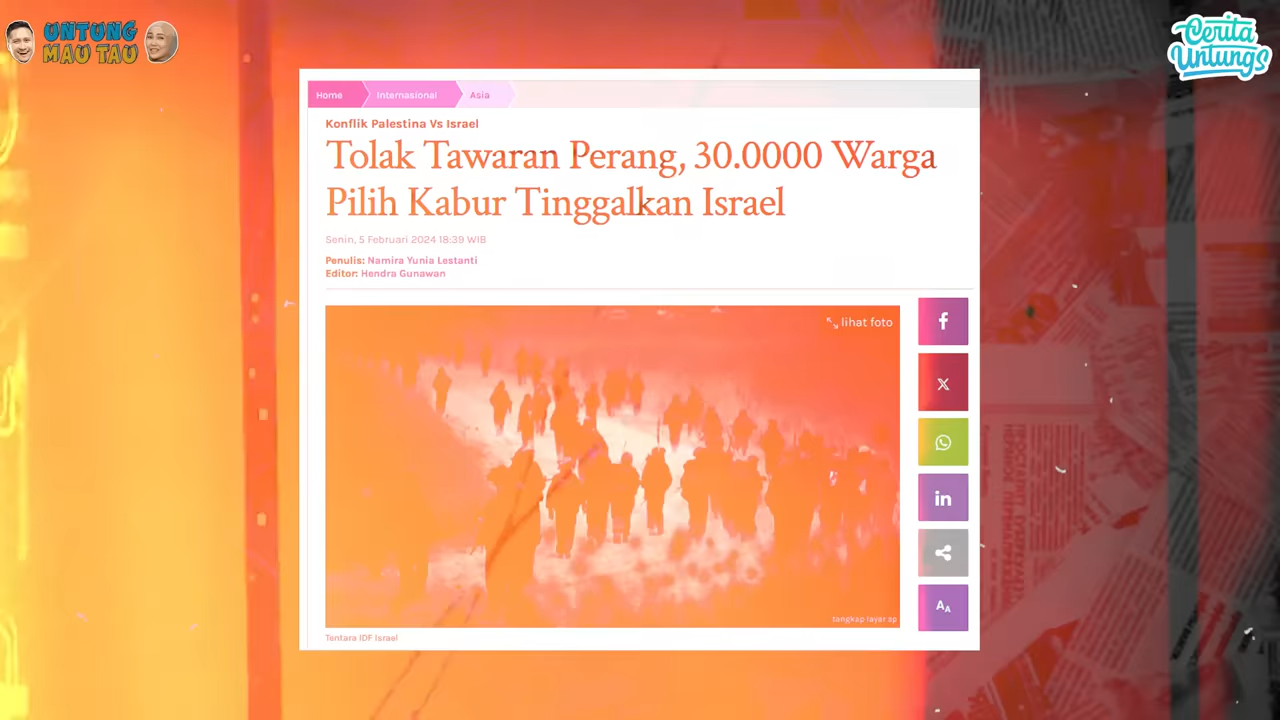 UNTUNG
MAU TAU
Cerita
Untungs
Home
Internasional
Asia
Konflik Palestina Vs Israel
Tolak Tawaran Perang, 30.0000 Warga
Pilih Kabur Tinggalkan Israel
Senin, 5 Februari 2024 18:39 WIB
Penulis: Namira Yunia Lestanti
Editor: Hendra Gunawan
lihat foto
f
X
in
AA
tangkap layar ap
Tentara IDF Israel